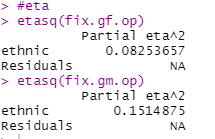 > #eta
> etasq(fix.gf.op)
Partial eta^2
ethnic 0.08253657
Residuals NA
> etasq(fix.gm.op)
Partial eta^2
ethnic 0.1514875
Residuals NA